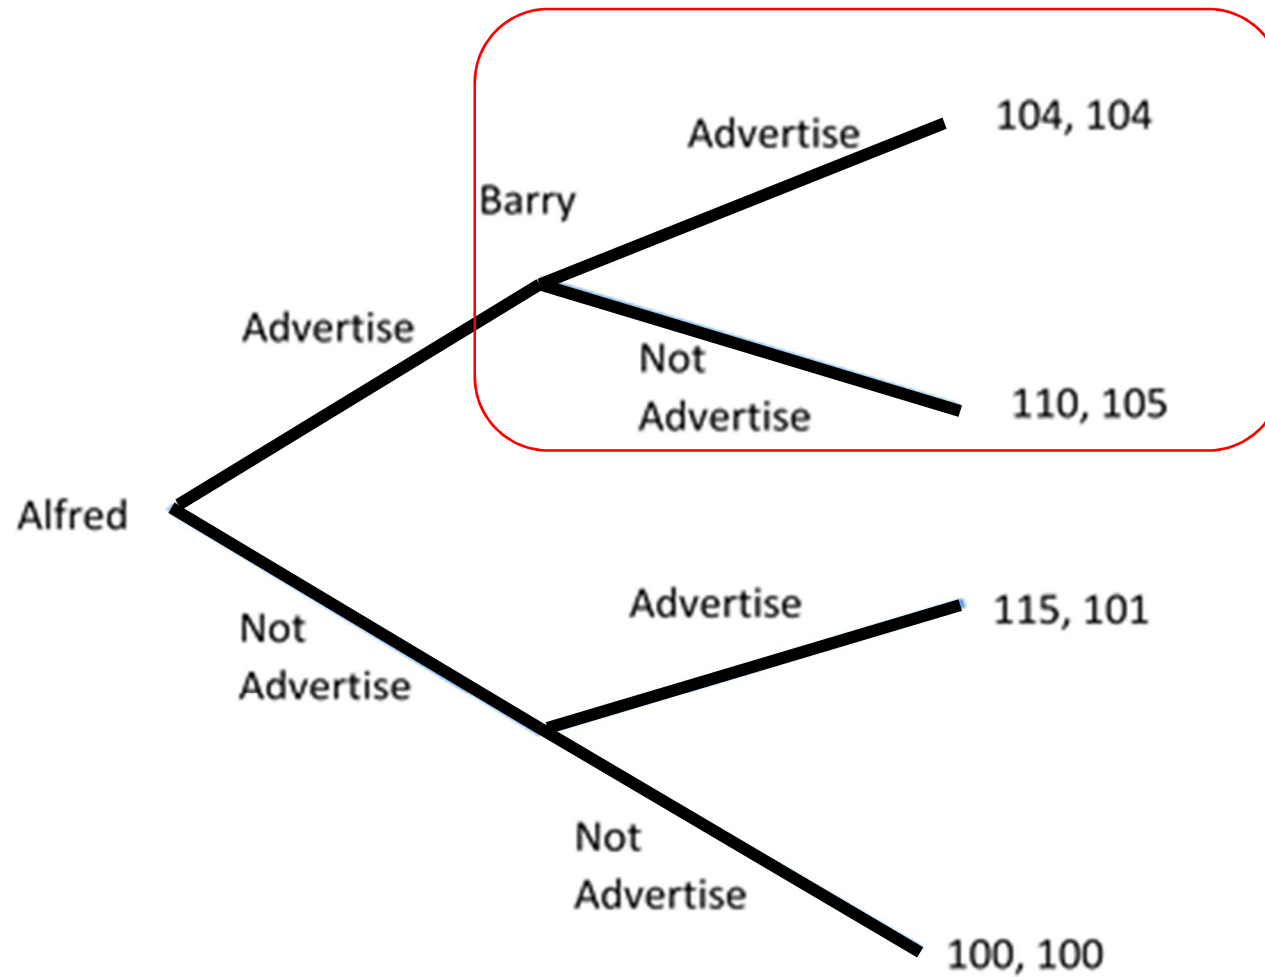 Advertise
104, 104
Barry
Advertise
Not
Advertise
110, 105
Alfred
Not
Advertise
Advertise
115, 101
Not
Advertise
100, 100